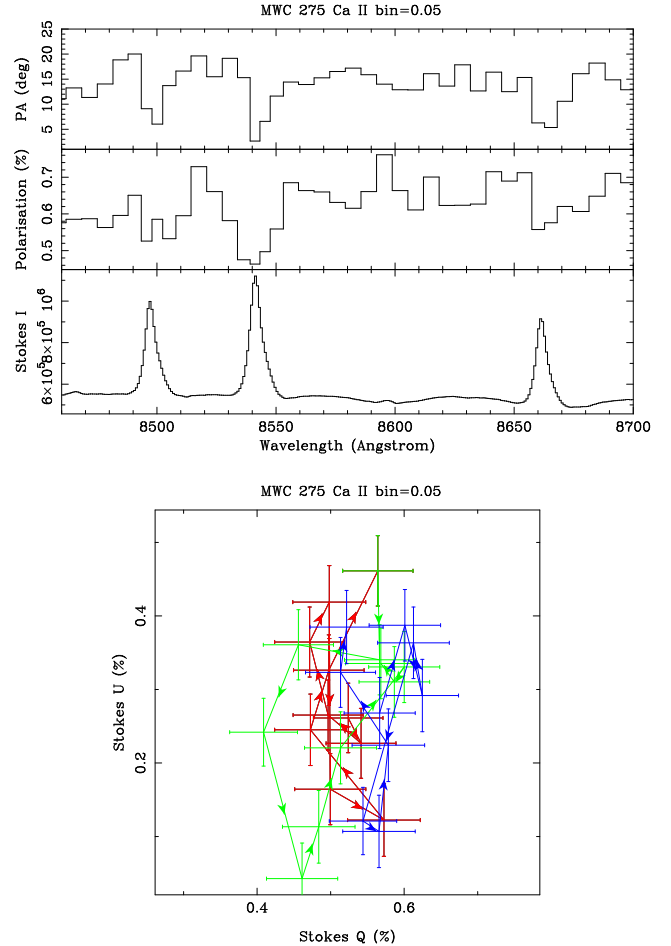 MWC 275 Ca II bin=0.05
PA (deg)
5 10 15 20 25
Polarisation (%)
0.5 0.6 0.7
Stokes I
6×10⁵ 8×10⁵ 10⁶
8500 8550 8600 8650 8700
Wavelength (Angstrom)
MWC 275 Ca II bin=0.05
Stokes U (%)
0.4
0.2
0.4 0.6
Stokes Q (%)